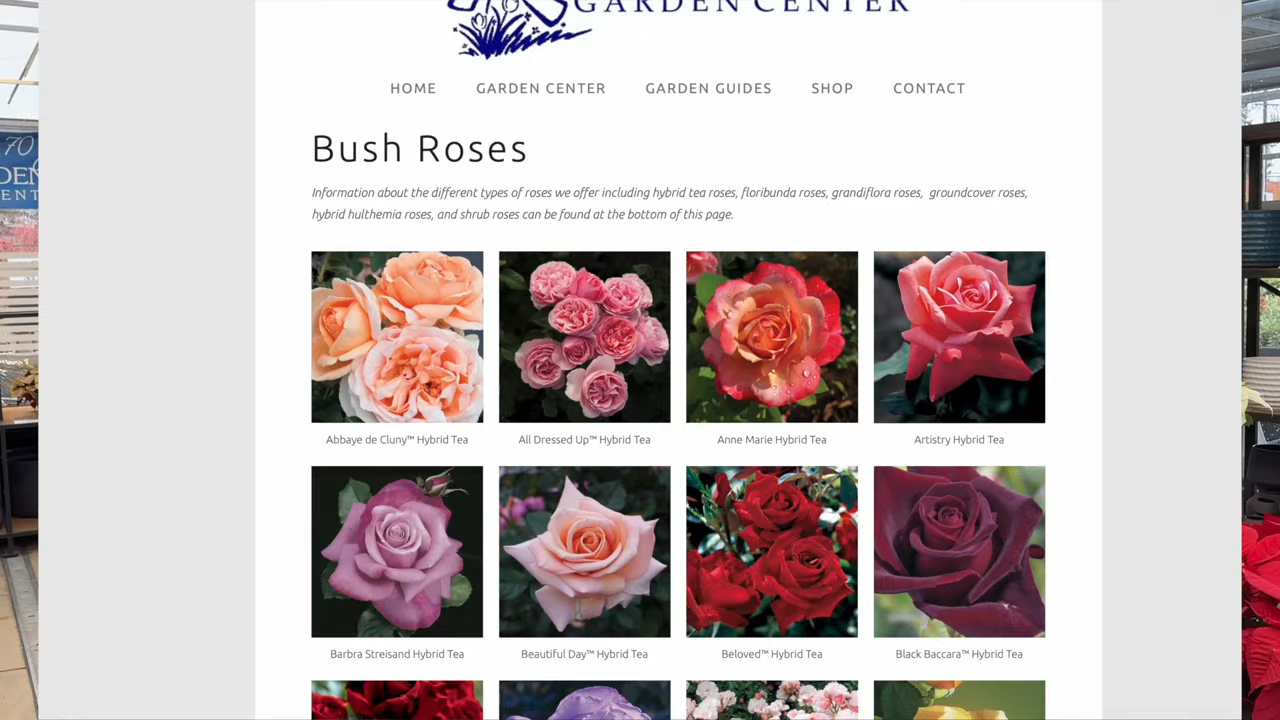 GARDEN CENTER
HOME GARDEN CENTER GARDEN GUIDES SHOP CONTACT
70
Bush Roses
Information about the different types of roses we offer including hybrid tea roses, floribunda roses, grandiflora roses, groundcover roses,
hybrid hulthemia roses, and shrub roses can be found at the bottom of this page.
Abbaye de Cluny™ Hybrid Tea All Dressed Up™ Hybrid Tea Anne Marie Hybrid Tea Artistry Hybrid Tea
Barbra Streisand Hybrid Tea Beautiful Day™ Hybrid Tea Beloved™ Hybrid Tea Black Baccara™ Hybrid Tea